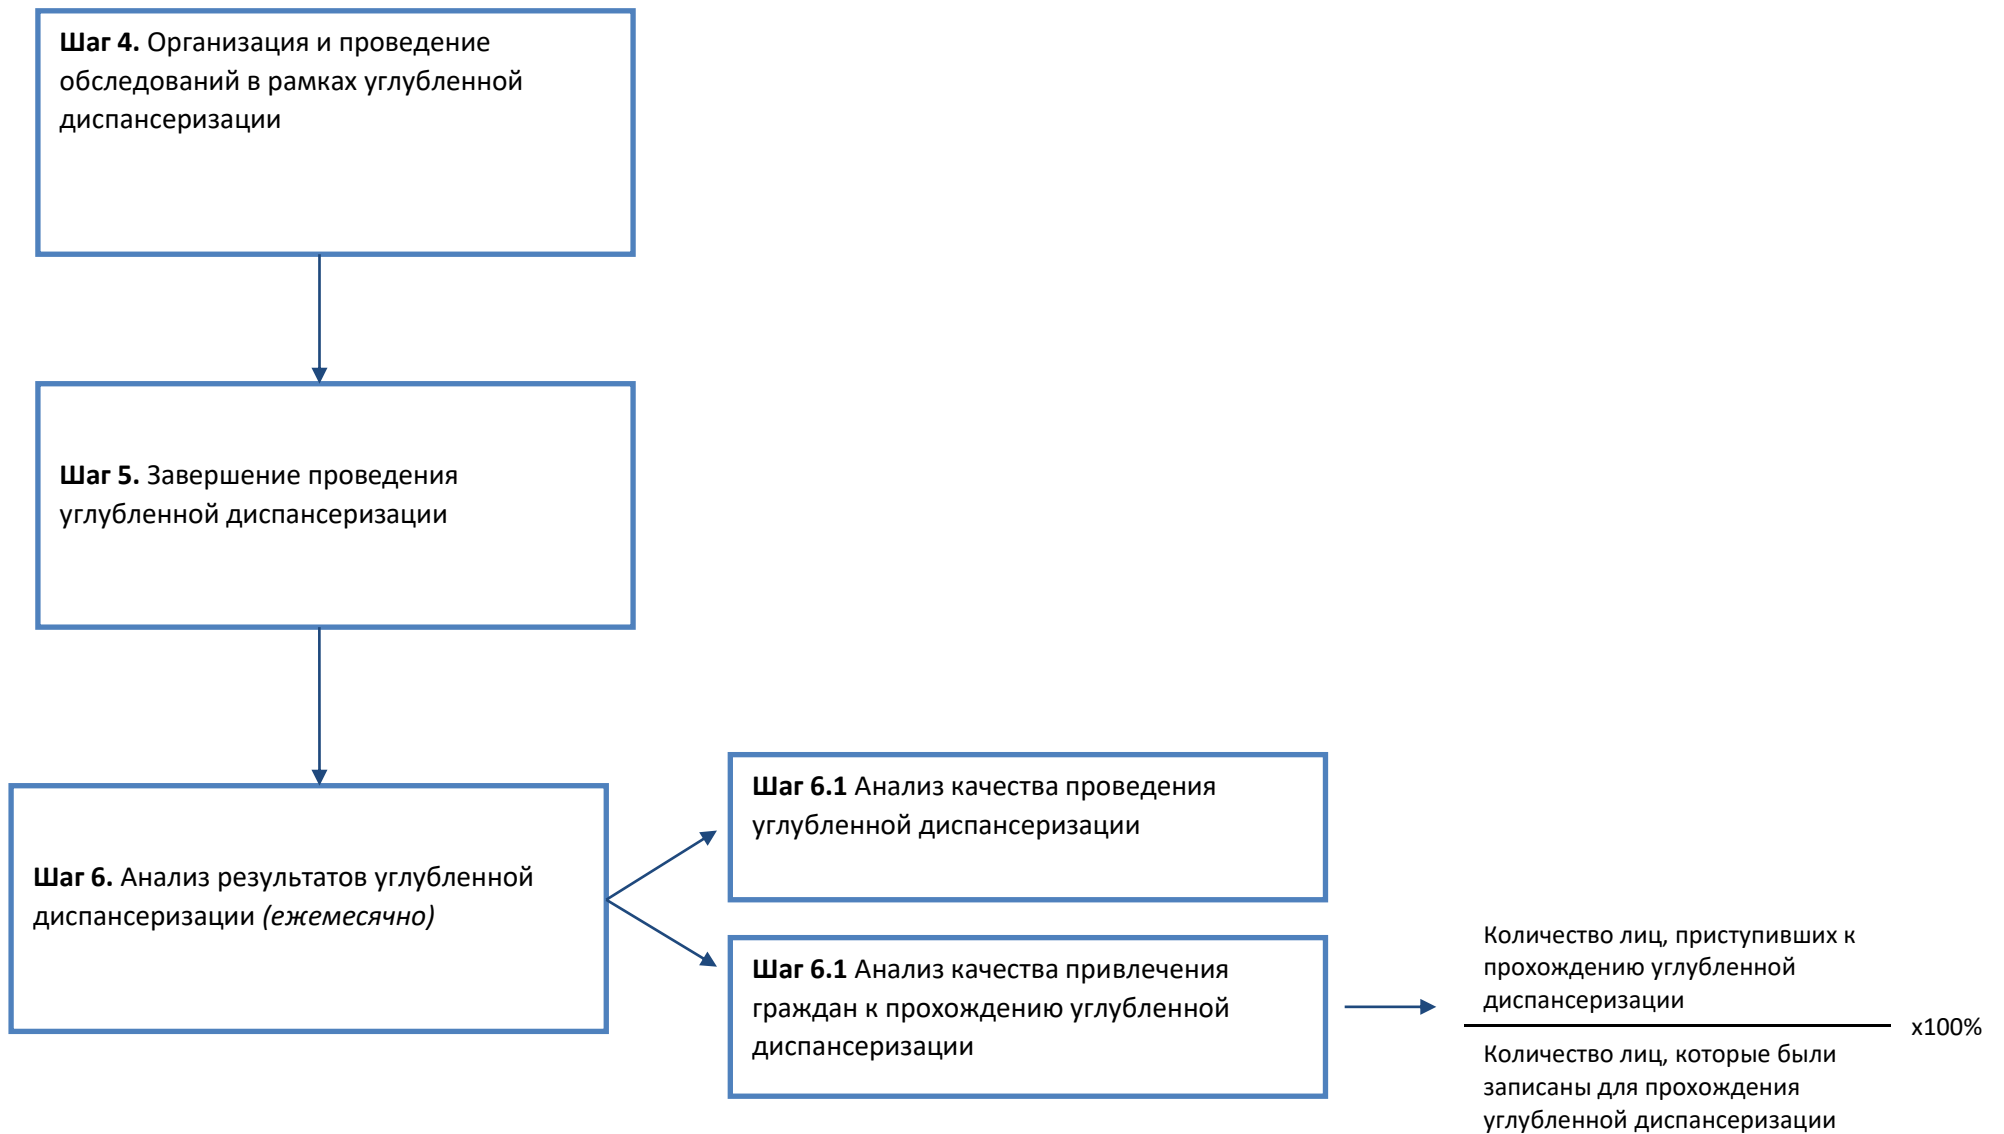 Шаг 4. Организация и проведение
обследований в рамках углубленной
диспансеризации
Шаг 5. Завершение проведения
углубленной диспансеризации
Шаг 6. Анализ результатов углубленной
диспансеризации (ежемесячно)
Шаг 6.1 Анализ качества проведения
углубленной диспансеризации
Шаг 6.1 Анализ качества привлечения
граждан к прохождению углубленной
диспансеризации
Количество лиц, приступивших к
прохождению углубленной
диспансеризации
х100%
Количество лиц, которые были
записаны для прохождения
углубленной диспансеризации